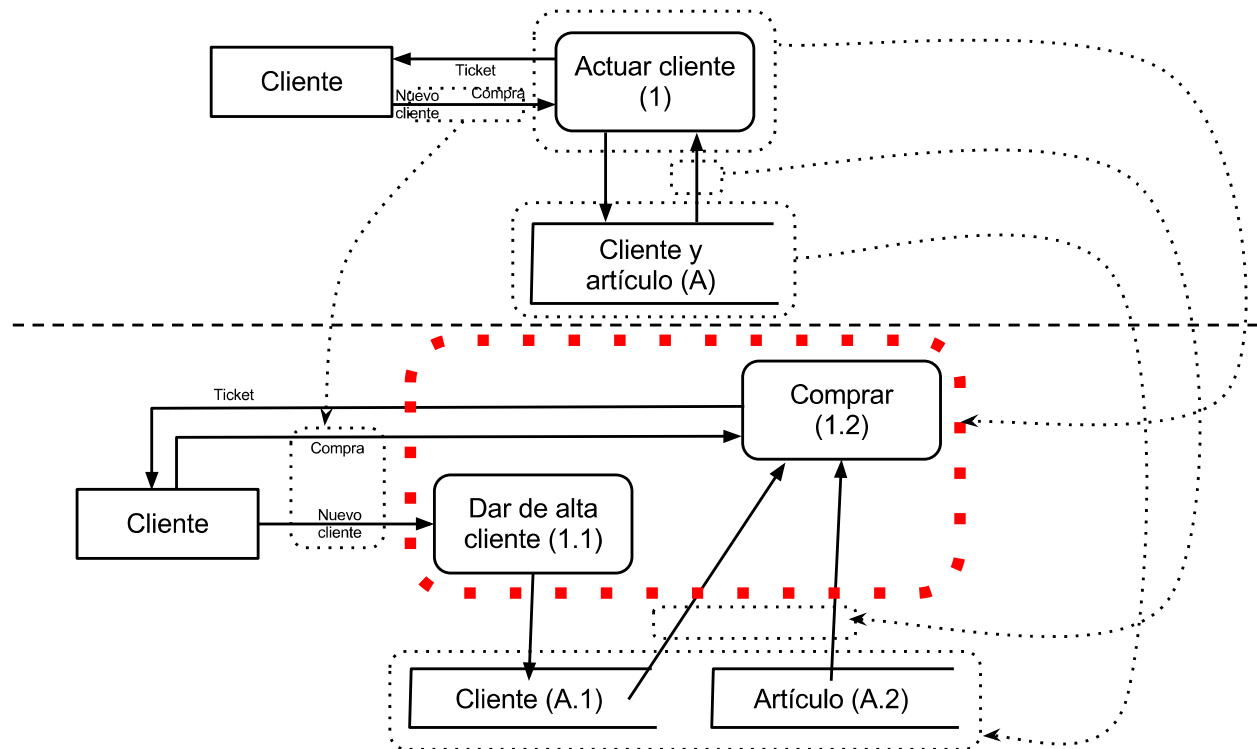 Cliente
Ticket
Nuevo
cliente
Compra
Actuar cliente
(1)
Cliente y
artículo (A)
Ticket
Compra
Comprar
(1.2)
Cliente
Nuevo
cliente
Dar de alta
cliente (1.1)
Cliente (A.1)
Artículo (A.2)